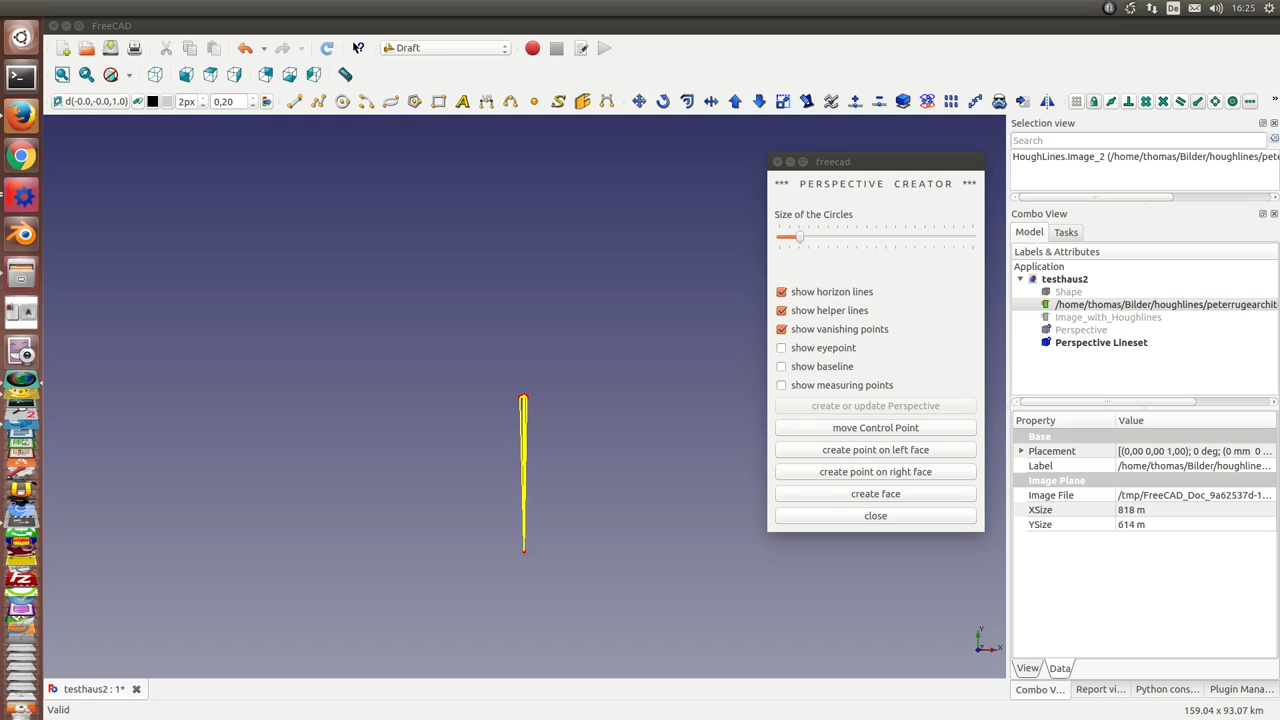 De
16:25
FreeCAD
Draft
d(-0.0,-0.0,1.0)
2px
0,20
»
freecad
*** PERSPECTIVE CREATOR ***
Size of the Circles
show horizon lines
show helper lines
show vanishing points
show eyepoint
show baseline
show measuring points
create or update Perspective
move Control Point
create point on left face
create point on right face
create face
close
Selection view
Search
HoughLines.Image_2 (/home/thomas/Bilder/houghlines/pete
Combo View
Model
Tasks
Labels & Attributes
Application
testhaus2
Shape
/home/thomas/Bilder/houghlines/peterrugearchit
Image_with_Houghlines
Perspective
Perspective Lineset
Property
Value
Base
Placement
[(0,00 0,00 1,00); 0 deg; (0 mm 0 ...
Label
/home/thomas/Bilder/houghline...
Image Plane
Image File
/tmp/FreeCAD_Doc_9a62537d-1...
XSize
818 m
YSize
614 m
Y
Z
X
View
Data
testhaus2 : 1*
Combo V...
Report vi...
Python cons...
Plugin Mana...
Valid
159.04 x 93.07 km